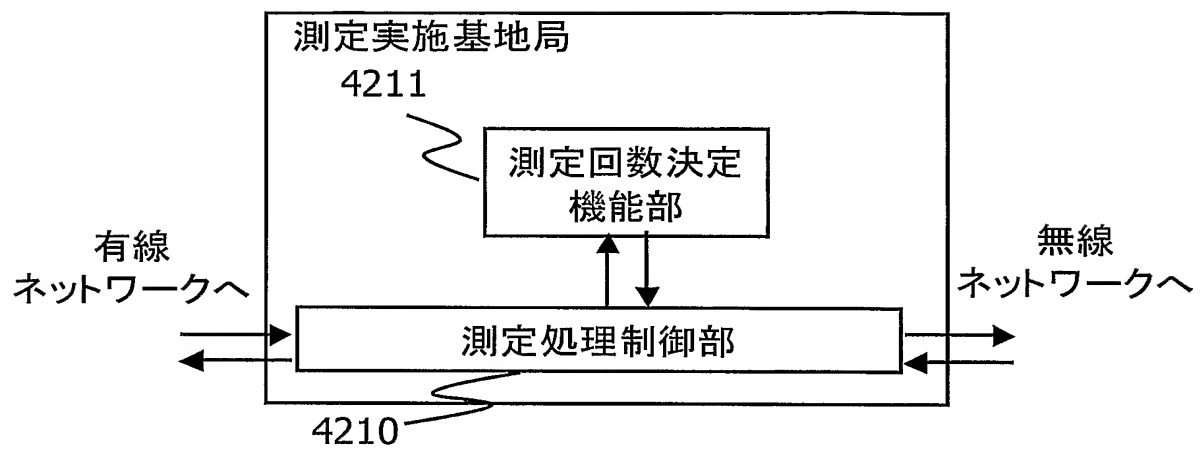 測定実施基地局
4211
測定回数決定
機能部
有線
ネットワークへ
無線
ネットワークへ
測定処理制御部
4210